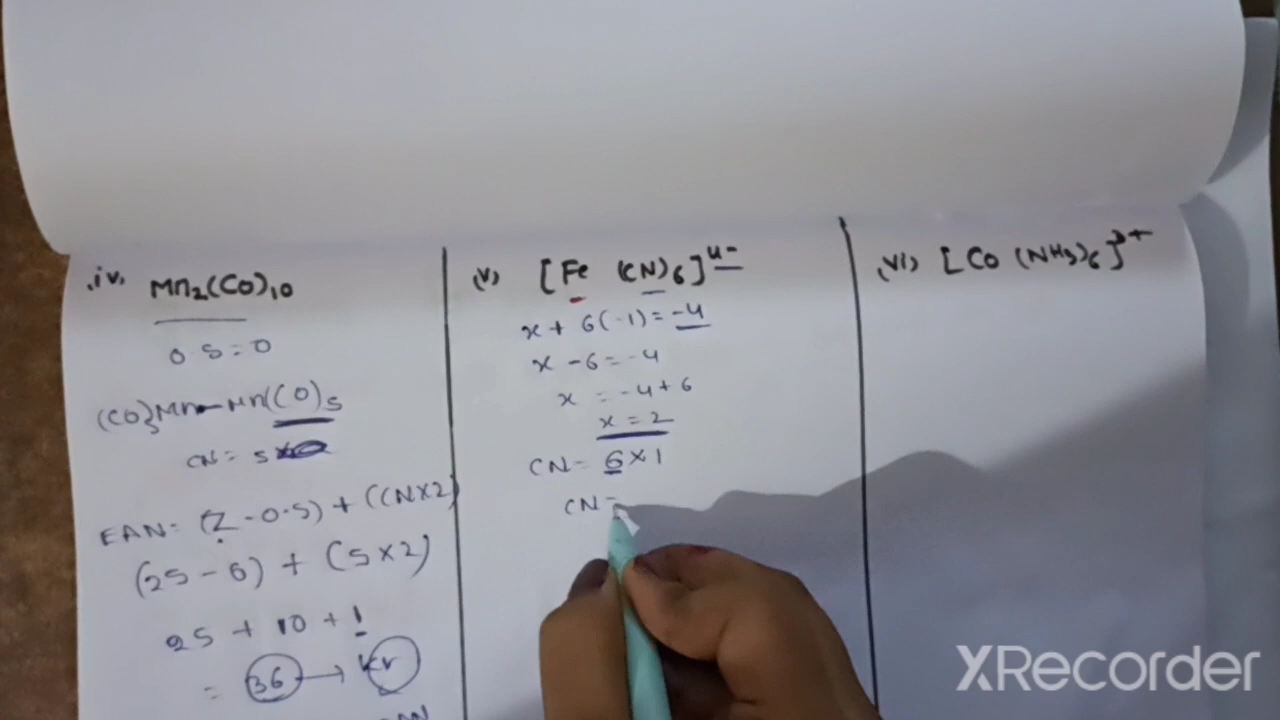 iv) Mn₂(Co)₁₀
O.S = 0
(CO)₅Mn-Mn(CO)₅
CN = 5
EAN = (Z - O.S) + (CN×2)
(25 - 0) + (5×2)
25 + 10 + 1
= 36 → Kr
(v) [Fe (CN)₆]⁴⁻
x + 6(-1) = -4
x - 6 = -4
x = -4 + 6
x = 2
CN = 6×1
CN =
(vi) [Co (NH₃)₆]³⁺
XRecorder